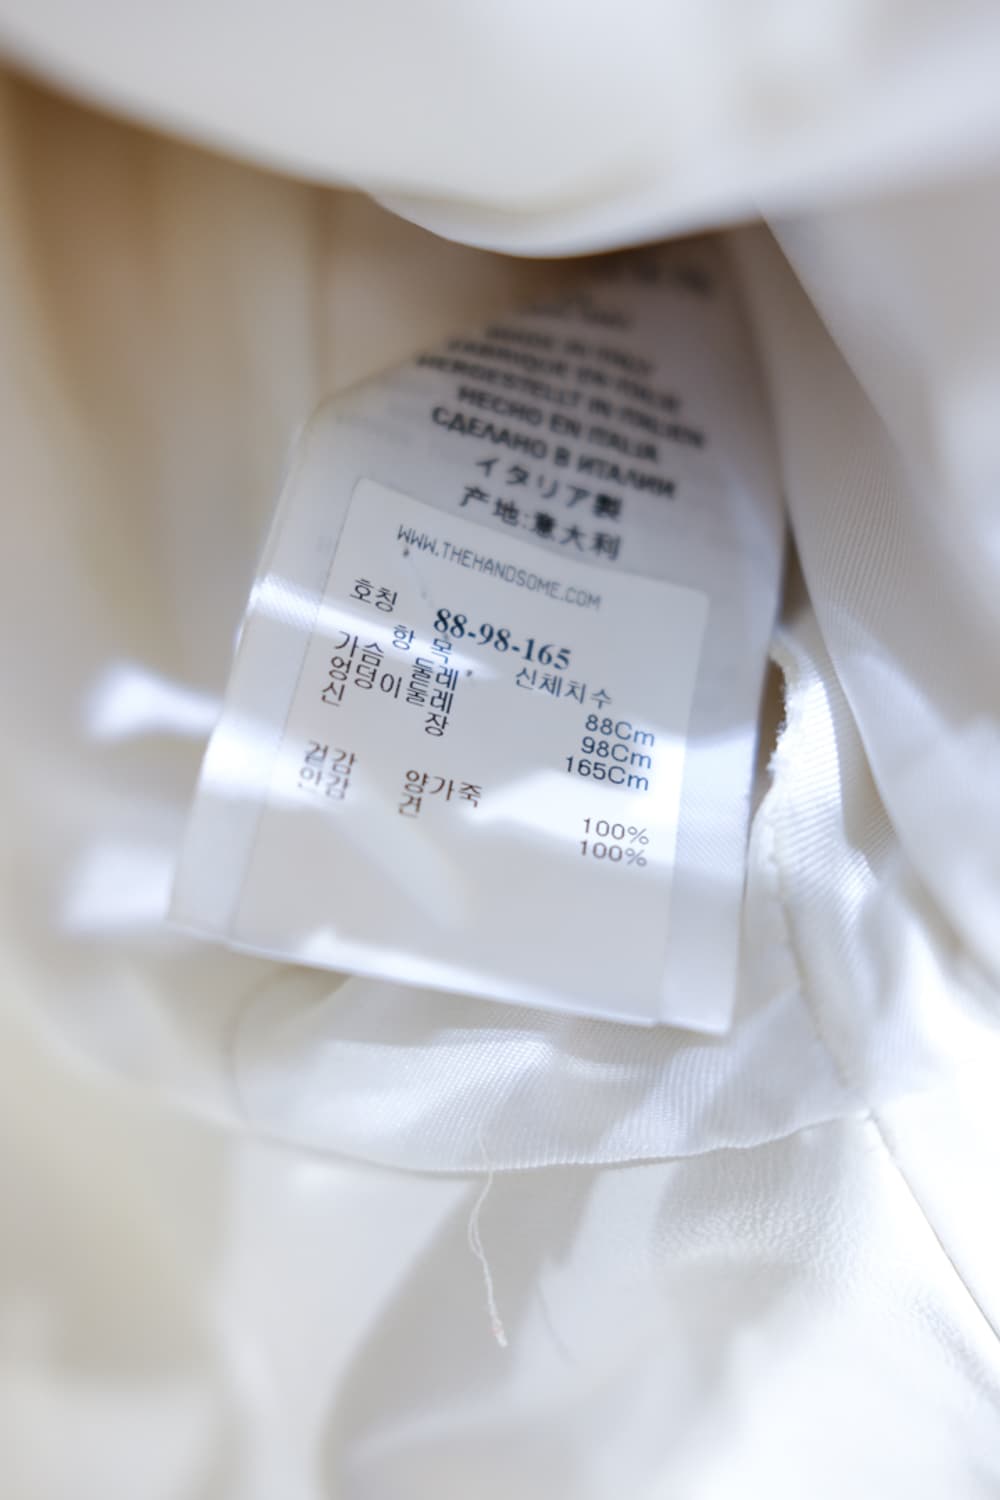 MADE IN ITALY
FABRIQUÉ EN ITALIE
HERGESTELLT IN ITALIEN
HECHO EN ITALIA
СДЕЛАНО В ИТАЛИИ
イタリア製
产地:意大利
WWW.THEHANDSOME.COM
호칭 88-98-165
항 목 신체치수
가슴 둘레 88Cm
엉덩이둘레 98Cm
신 장 165Cm
겉감 양가죽 100%
안감 견 100%